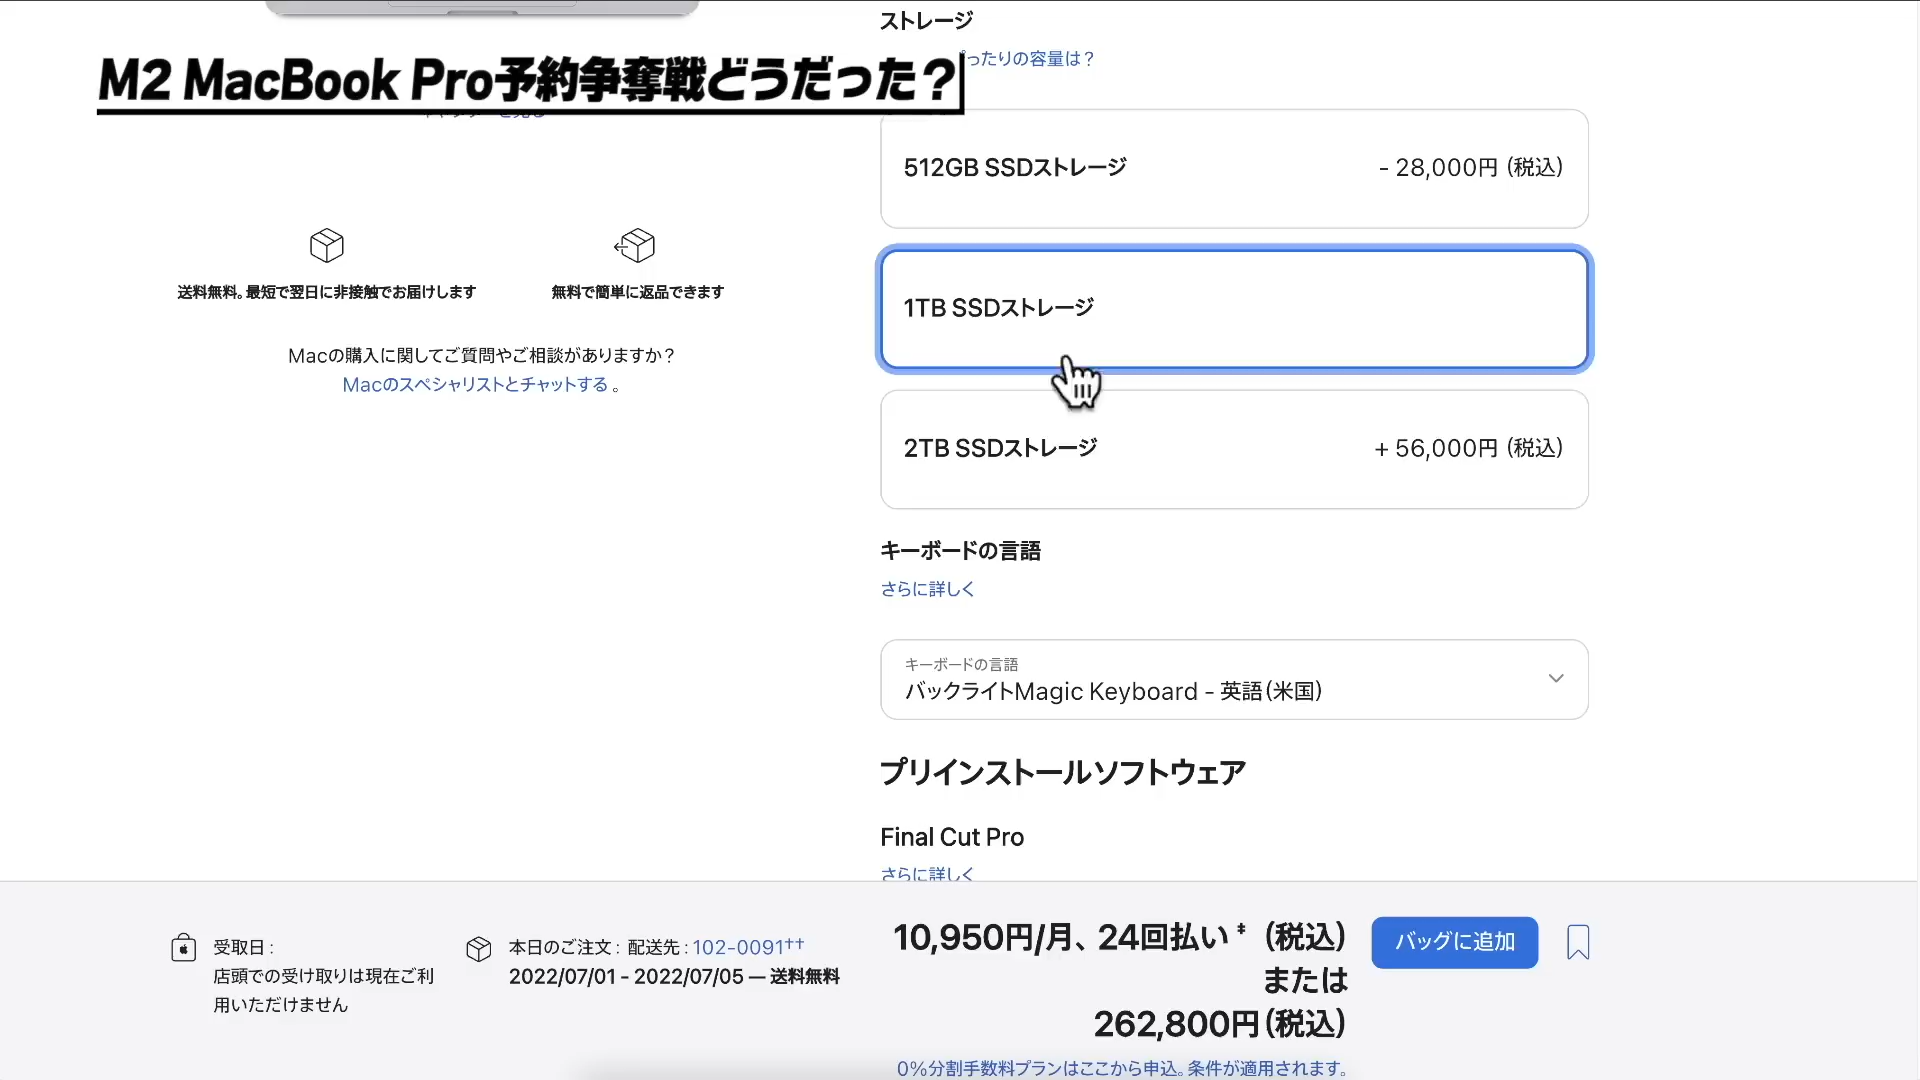 ストレージ
ったりの容量は？
M2 MacBook Pro予約争奪戦どうだった？
512GB SSDストレージ
- 28,000円（税込）
1TB SSDストレージ
2TB SSDストレージ
+ 56,000円（税込）
送料無料。最短で翌日に非接触でお届けします
無料で簡単に返品できます
Macの購入に関してご質問やご相談がありますか？
Macのスペシャリストとチャットする 。
キーボードの言語
さらに詳しく
キーボードの言語
バックライトMagic Keyboard - 英語（米国）
プリインストールソフトウェア
Final Cut Pro
さらに詳しく
受取日 :
店頭での受け取りは現在ご利
用いただけません
本日のご注文 : 配送先 : 102-0091††
2022/07/01 - 2022/07/05 — 送料無料
10,950円/月、24回払い ‡ （税込）
または
262,800円（税込）
0％分割手数料プランはここから申込。条件が適用されます。
バッグに追加